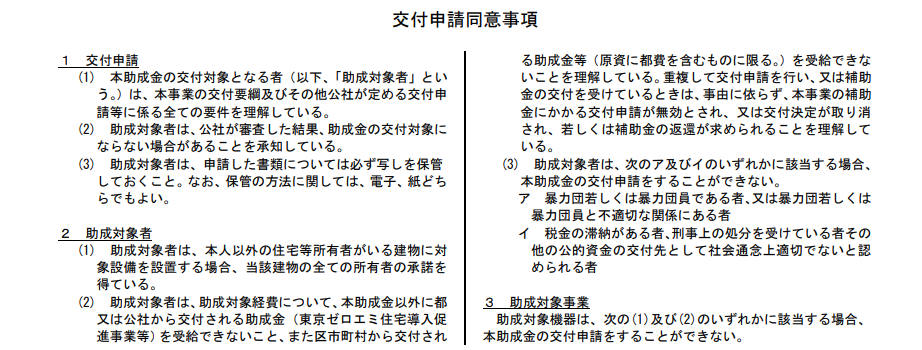 交付申請同意事項
１　交付申請
(1)　本助成金の交付対象となる者（以下、「助成対象者」とい
う。）は、本事業の交付要綱及びその他公社が定める交付申
請等に係る全ての要件を理解している。
(2)　助成対象者は、公社が審査した結果、助成金の交付対象に
ならない場合があることを承知している。
(3)　助成対象者は、申請した書類については必ず写しを保管
しておくこと。なお、保管の方法に関しては、電子、紙どち
らでもよい。
２　助成対象者
(1)　助成対象者は、本人以外の住宅等所有者がいる建物に対
象設備を設置する場合、当該建物の全ての所有者の承諾を
得ている。
(2)　助成対象者は、助成対象経費について、本助成金以外に都
又は公社から交付される助成金（東京ゼロエミ住宅導入促
進事業等）を受給できないこと、また区市町村から交付され
る助成金等（原資に都費を含むものに限る。）を受給できな
いことを理解している。重複して交付申請を行い、又は補助
金の交付を受けているときは、事由に依らず、本事業の補助
金にかかる交付申請が無効とされ、又は交付決定が取り消
され、若しくは補助金の返還が求められることを理解して
いる。
(3)　助成対象者は、次のア及びイのいずれかに該当する場合、
本助成金の交付申請をすることができない。
ア　暴力団若しくは暴力団員である者、又は暴力団若しくは
暴力団員と不適切な関係にある者
イ　税金の滞納がある者、刑事上の処分を受けている者その
他の公的資金の交付先として社会通念上適切でないと認
められる者
３　助成対象事業
助成対象機器は、次の(1)及び(2)のいずれかに該当する場合、
本助成金の交付申請をすることができない。